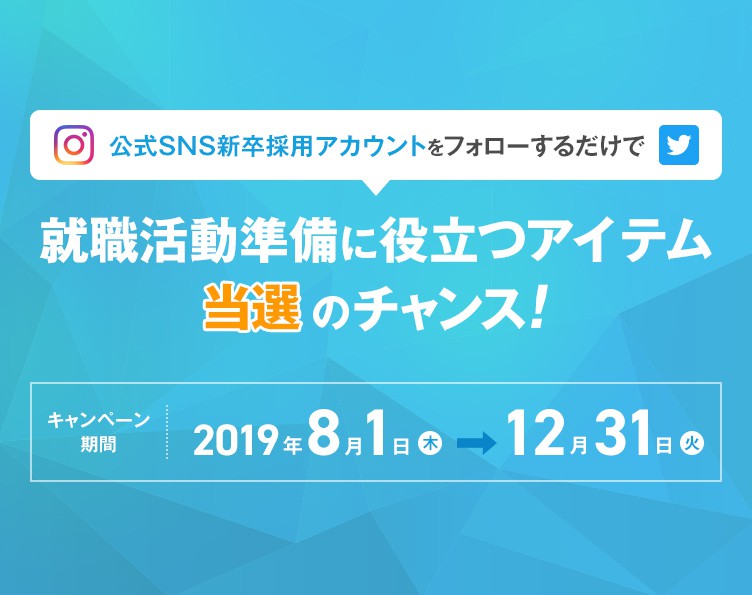 公式SNS新卒採用アカウントをフォローするだけで
就職活動準備に役立つアイテム
当選のチャンス!
キャンペーン
期間
2019年8月1日木 → 12月31日火